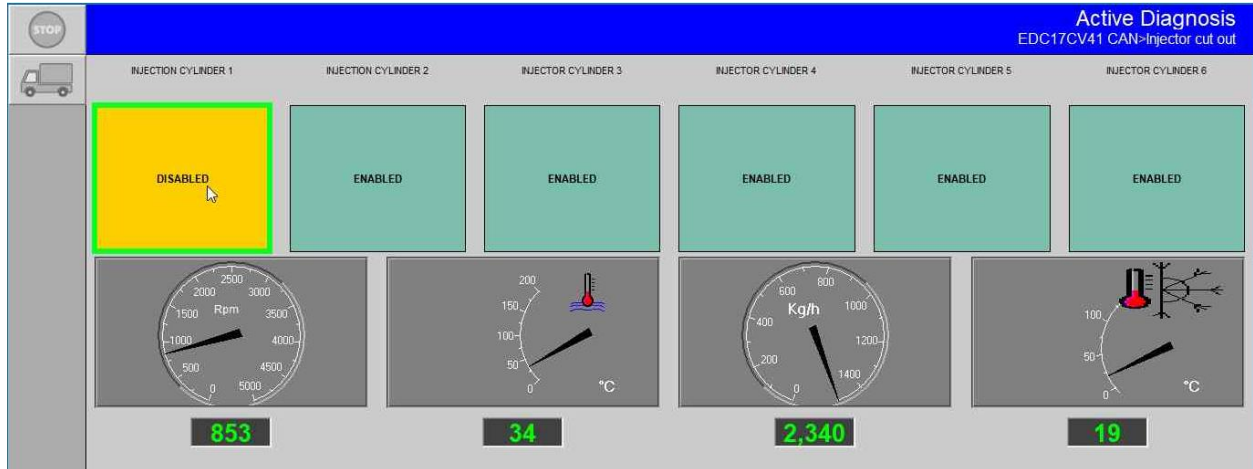 STOP
Active Diagnosis
EDC17CV41 CAN>Injector cut out
INJECTION CYLINDER 1
INJECTION CYLINDER 2
INJECTOR CYLINDER 3
INJECTOR CYLINDER 4
INJECTOR CYLINDER 5
INJECTOR CYLINDER 6
DISABLED
ENABLED
ENABLED
ENABLED
ENABLED
ENABLED
0
500
1000
1500
2000
2500
3000
3500
4000
4500
5000
Rpm
0
50
100
150
200
°C
0
200
400
600
800
1000
1200
1400
Kg/h
0
50
100
°C
853
34
2,340
19